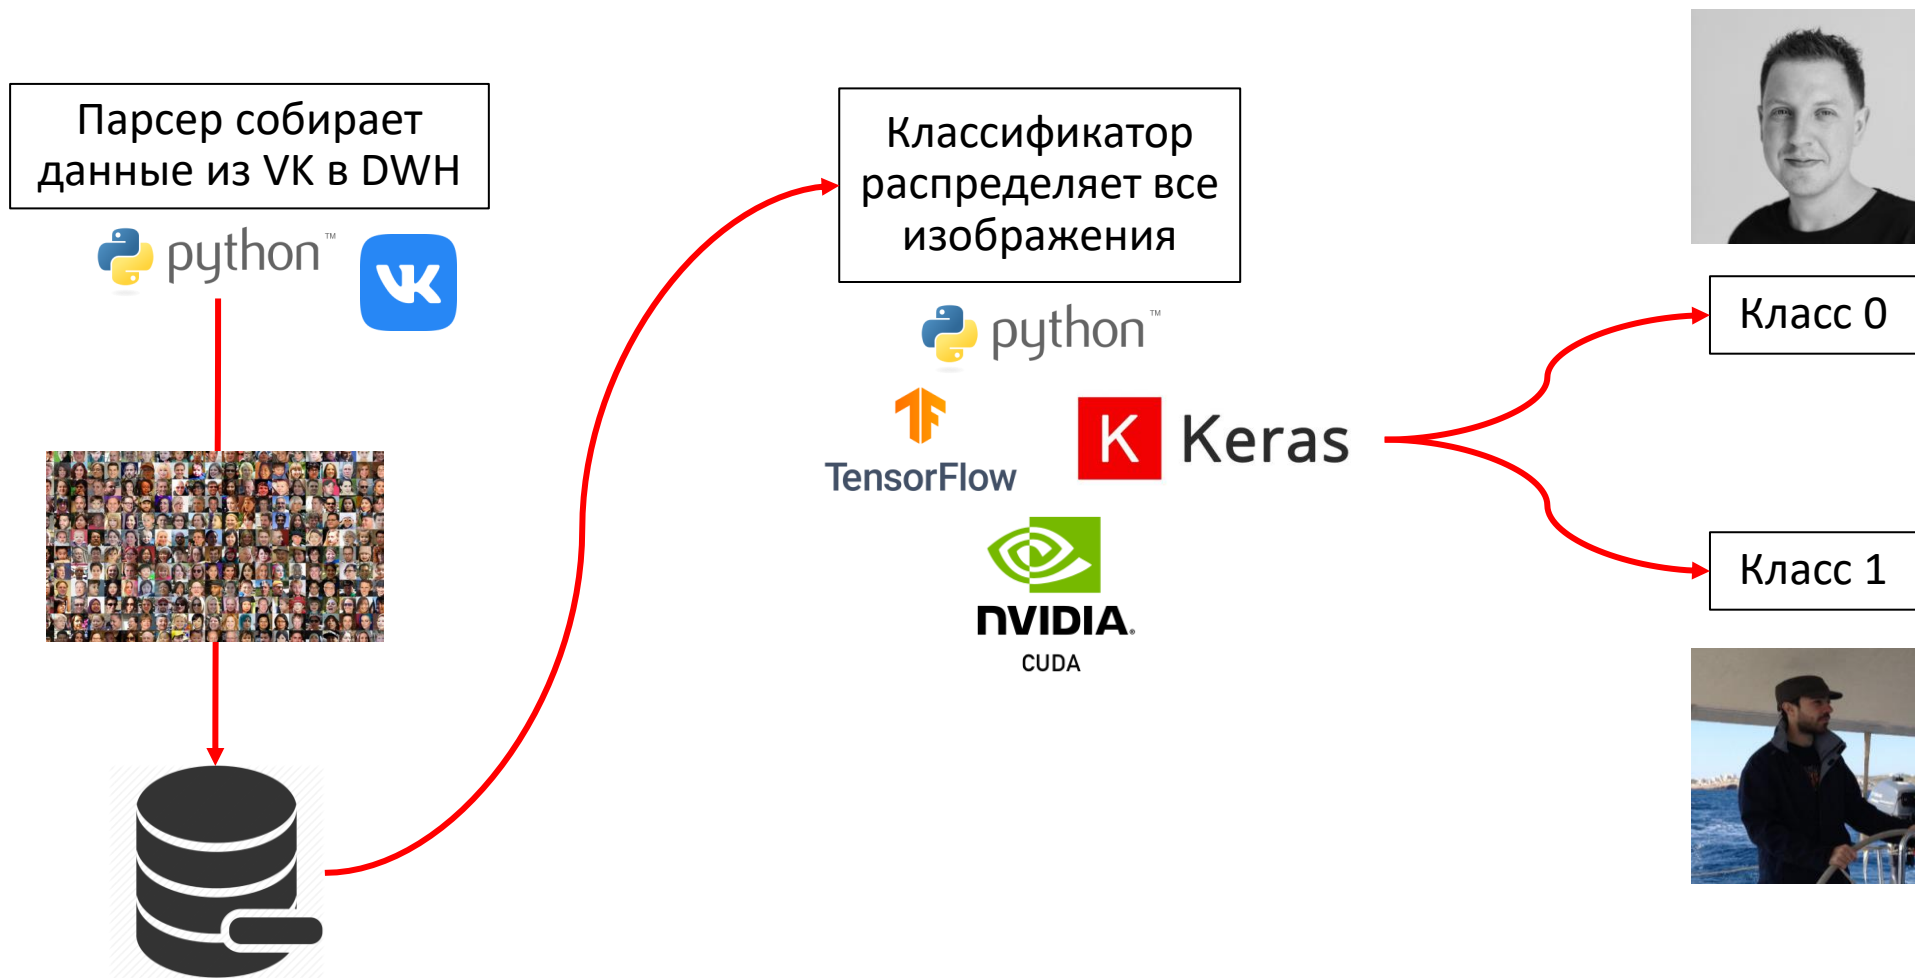 Парсер собирает
данные из VK в DWH
python™
VK
Классификатор
распределяет все
изображения
python™
TensorFlow
K Keras
nVIDIA®
CUDA
Класс 0
Класс 1